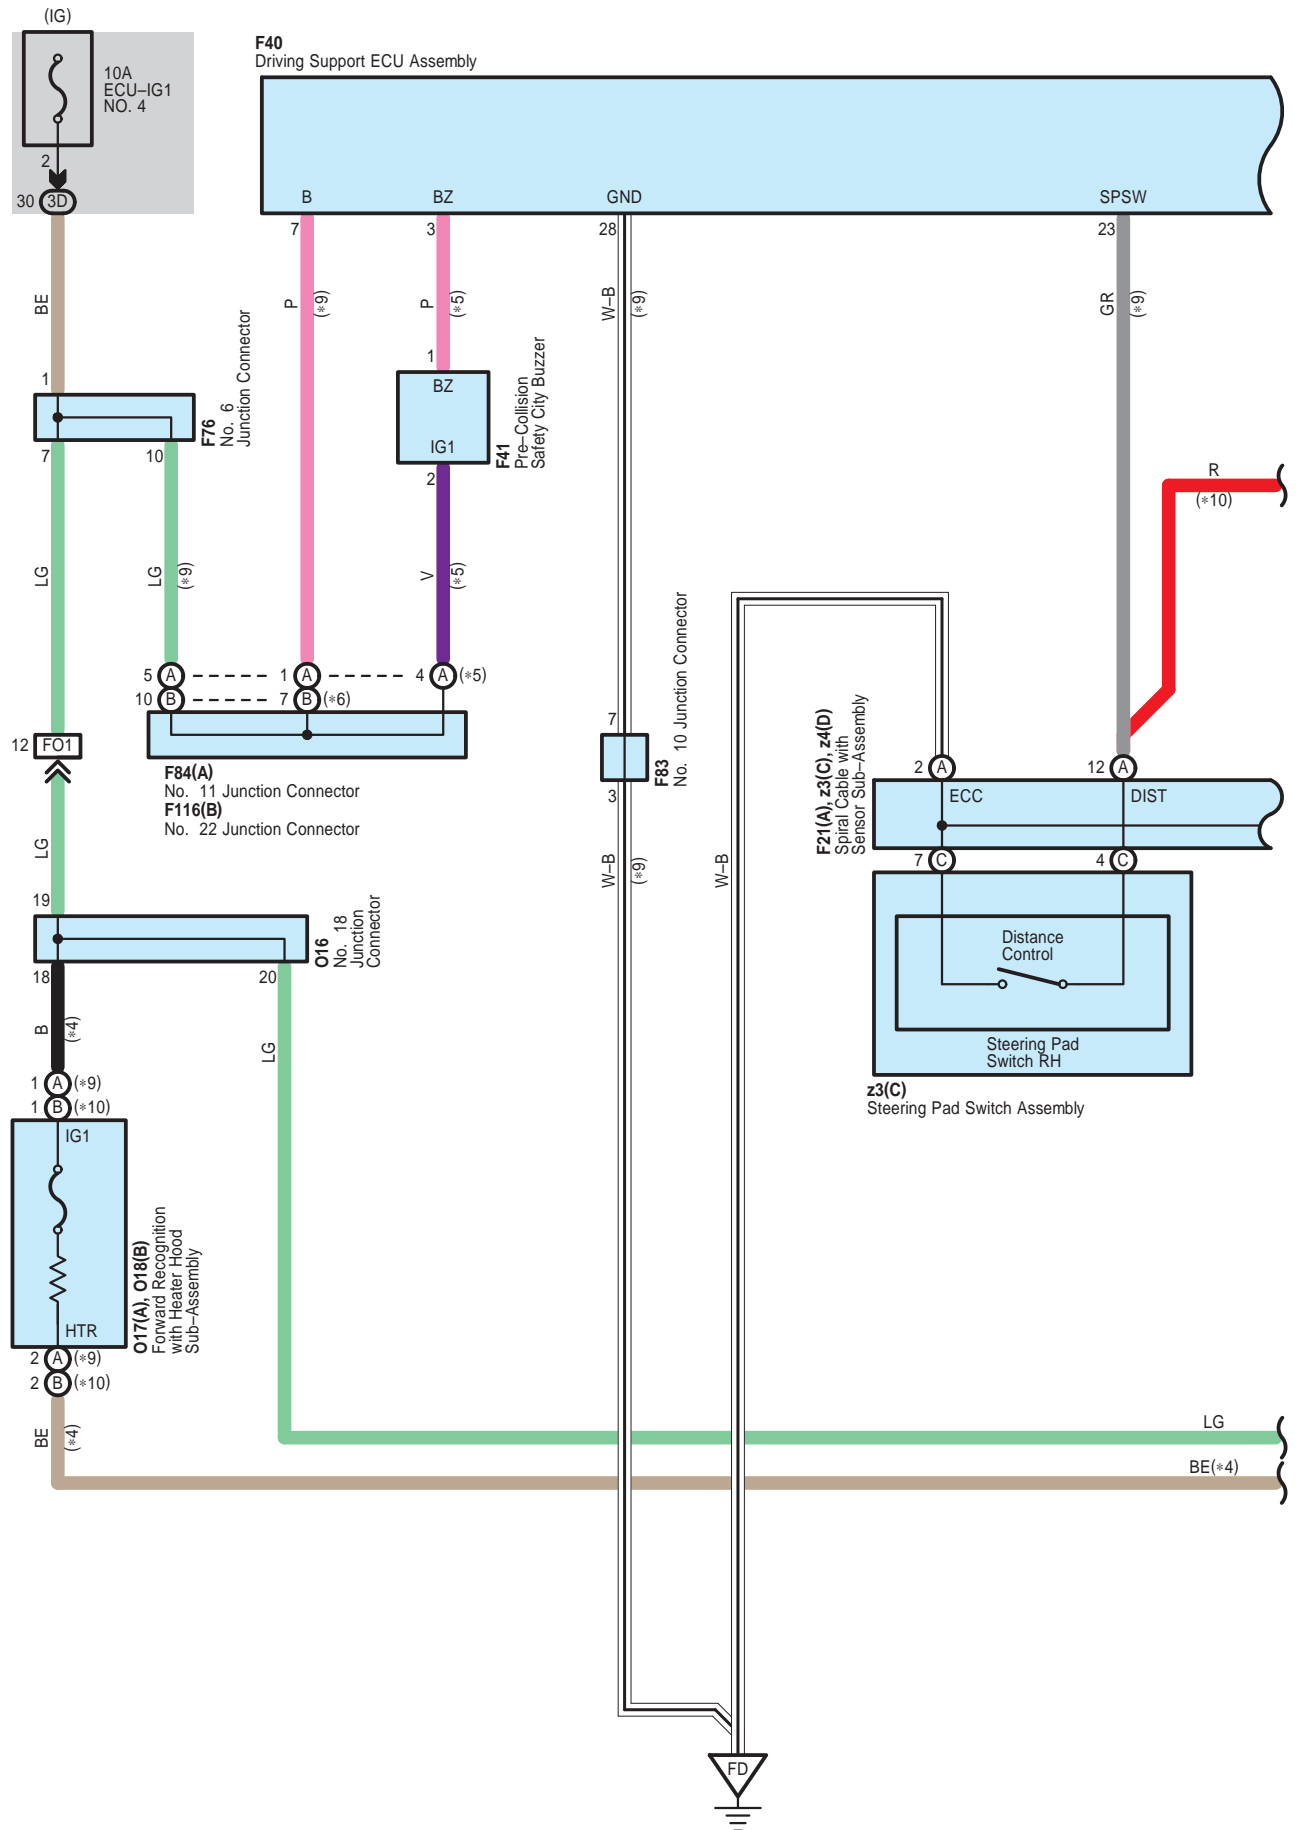 (IG)
10A
ECU–IG1
NO. 4
2
30 3D
F40
Driving Support ECU Assembly
B
BZ
GND
SPSW
7
3
28
23
BE
P
(*9)
P
(*5)
W–B
(*9)
GR
(*9)
1
F76
No. 6
Junction Connector
7
10
1
BZ
IG1
F41
Pre–Collision
Safety City Buzzer
2
R
(*10)
LG
LG
(*9)
V
(*5)
5 A
1 A
4 A (*5)
10 B
7 B (*6)
F84(A)
No. 11 Junction Connector
F116(B)
No. 22 Junction Connector
12 FO1
7
F83
No. 10 Junction Connector
3
2 A
12 A
ECC
DIST
F21(A), z3(C), z4(D)
Spiral Cable with
Sensor Sub–Assembly
7 C
4 C
LG
W–B
(*9)
W–B
19
O16
No. 18
Junction
Connector
18
20
Distance
Control
Steering Pad
Switch RH
z3(C)
Steering Pad Switch Assembly
B
(*4)
LG
1 A (*9)
1 B (*10)
IG1
HTR
O17(A), O18(B)
Forward Recognition
with Heater Hood
Sub–Assembly
2 A (*9)
2 B (*10)
BE
(*4)
LG
BE(*4)
FD